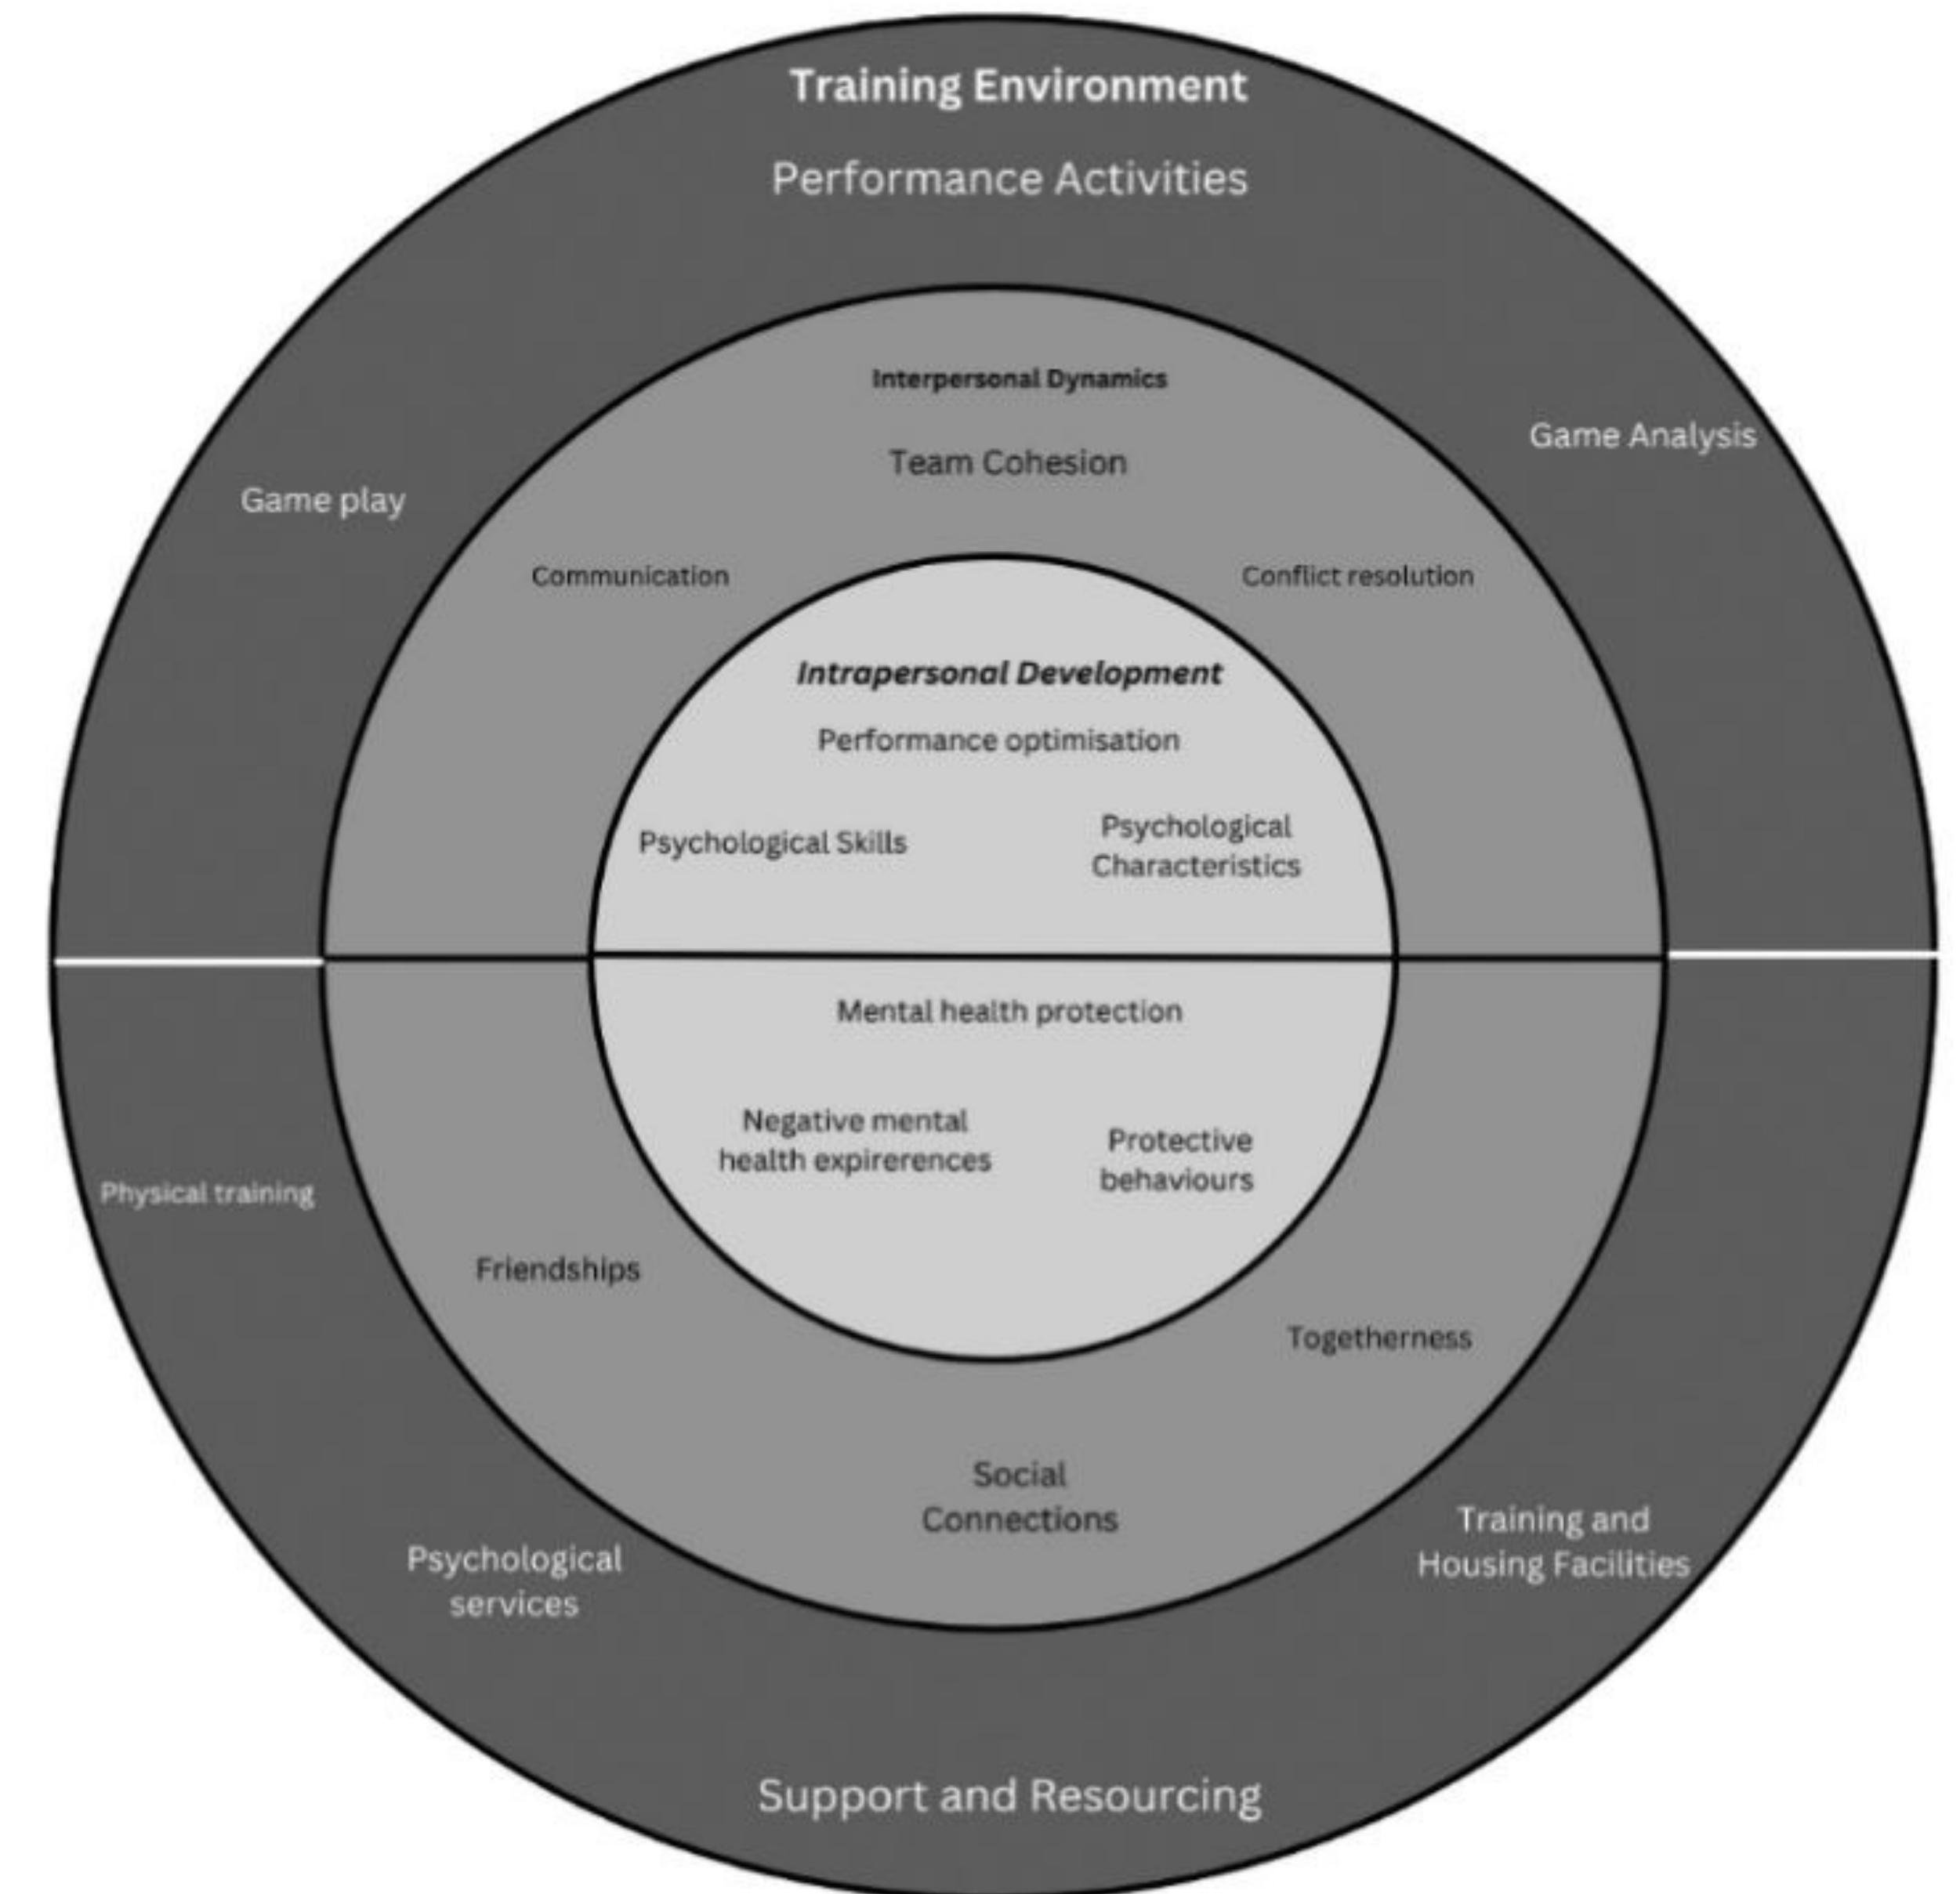 Training Environment
Performance Activities
Interpersonal Dynamics
Game Analysis
Team Cohesion
Game play
Communication
Conflict resolution
Intrapersonal Development
Performance optimisation
Psychological Skills
Psychological
Characteristics
Mental health protection
Negative mental
health expirerences
Protective
behaviours
Physical training
Friendships
Togetherness
Social
Connections
Psychological
services
Training and
Housing Facilities
Support and Resourcing